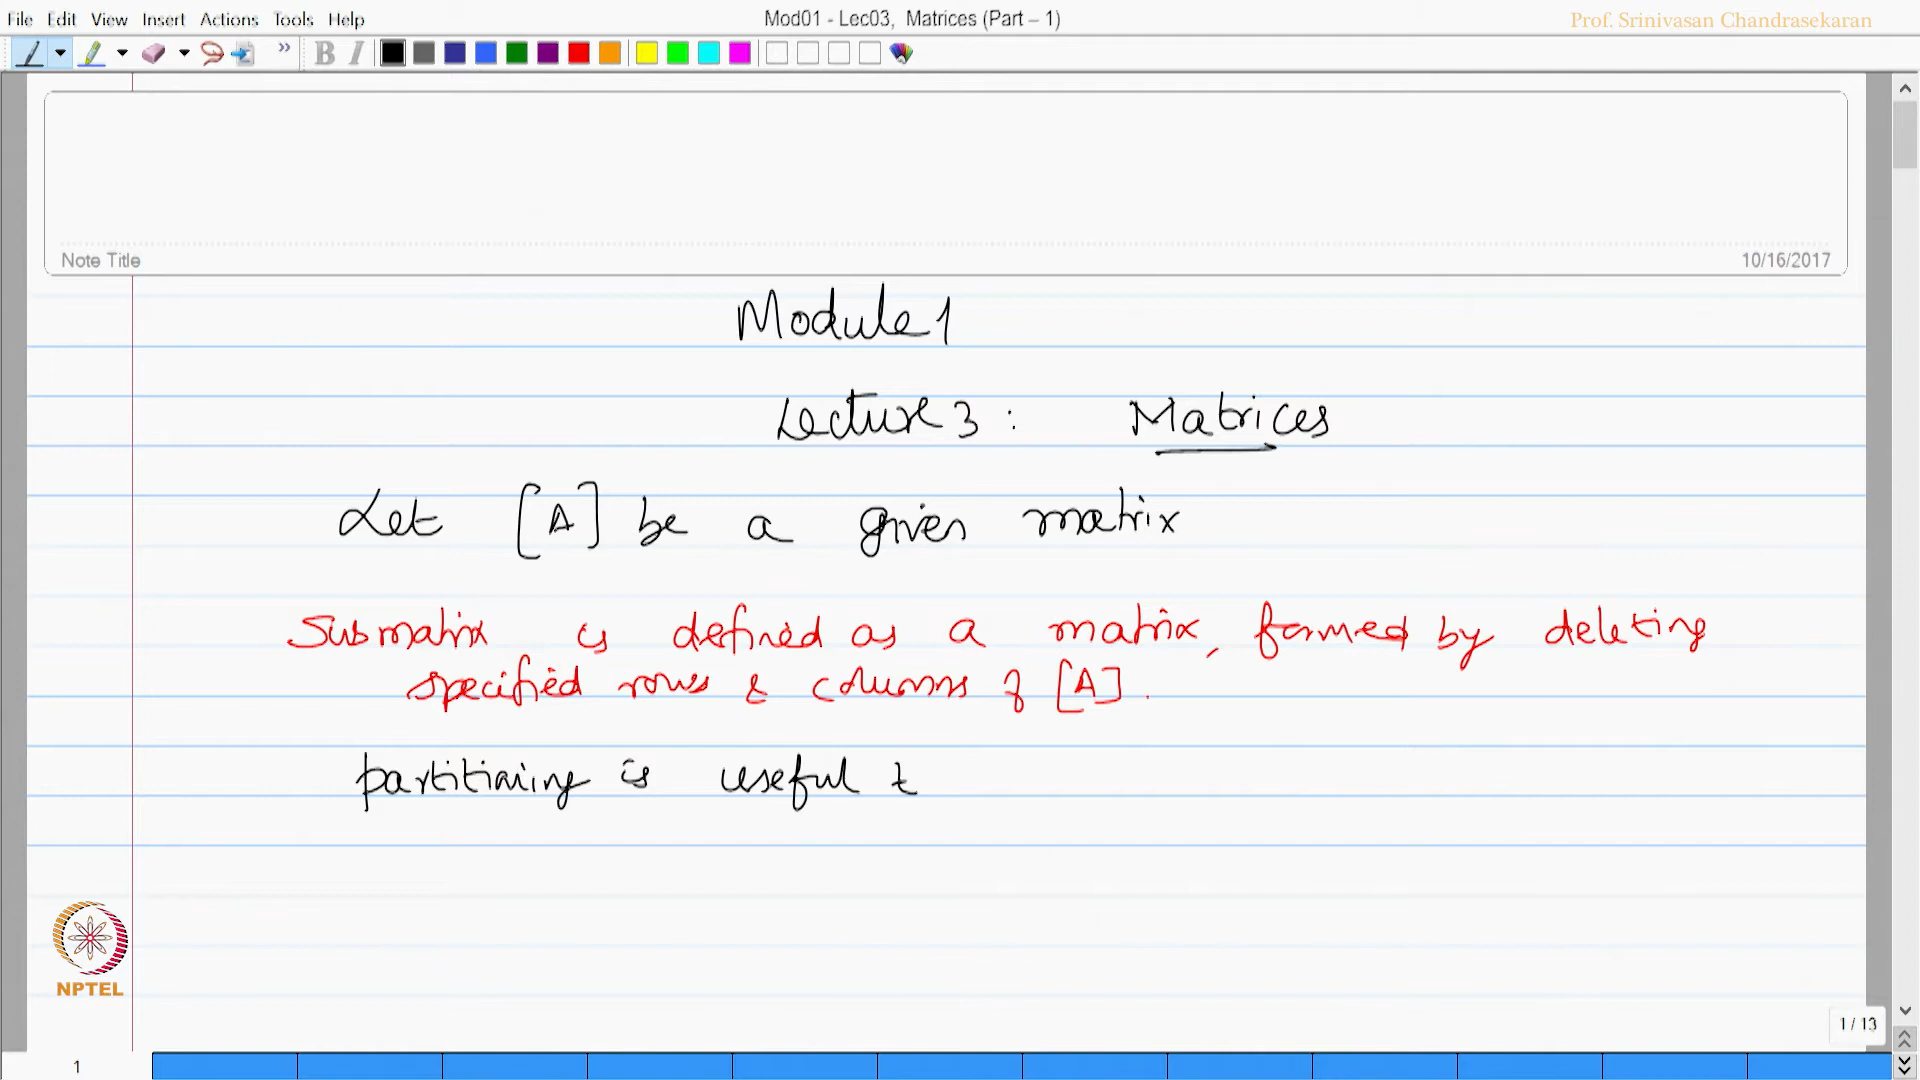 File Edit View Insert Actions Tools Help
Mod01 - Lec03, Matrices (Part – 1)
Prof. Srinivasan Chandrasekaran
B I
Note Title
10/16/2017
Module 1
Lecture 3 : Matrices
Let [A] be a given matrix
Submatrix is defined as a matrix, formed by deleting
specified rows & columns of [A].
partitioning is useful t
NPTEL
1 / 13
1